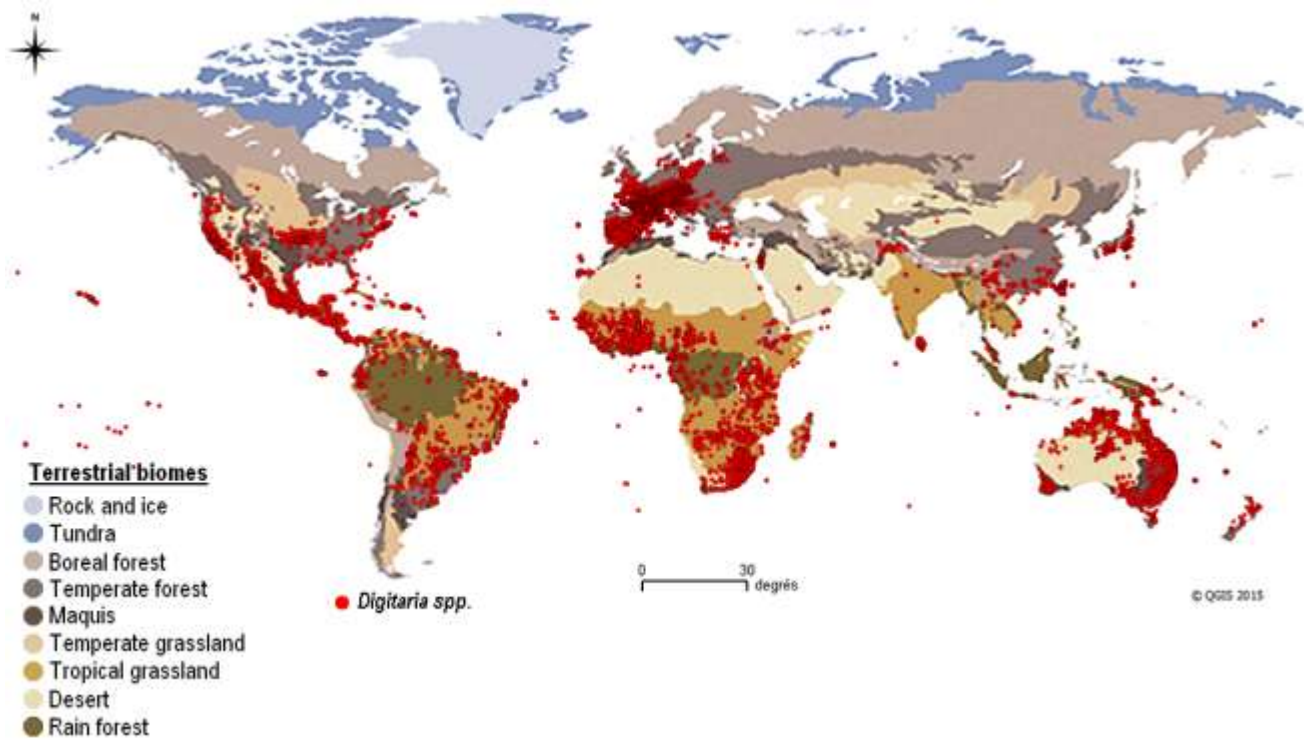 N
Terrestrial biomes
Rock and ice
Tundra
Boreal forest
Temperate forest
Maquis
Temperate grassland
Tropical grassland
Desert
Rain forest
Digitaria spp.
0 30
degrés
© QGIS 2015